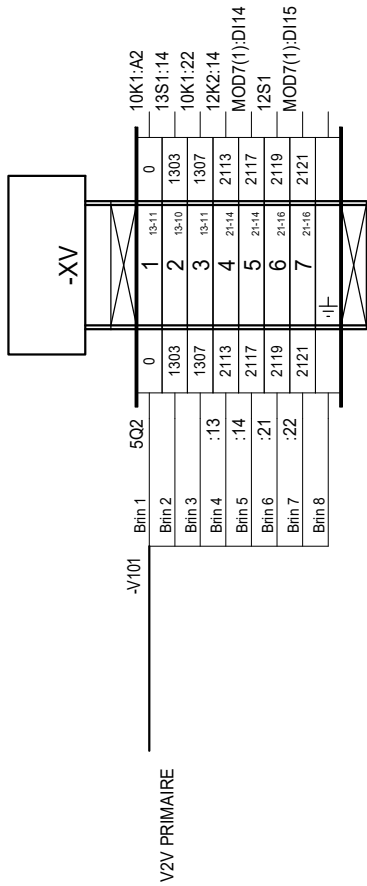 -XV
-V101
V2V PRIMAIRE
Brin 1 5Q2 0 1 13-11 0 10K1:A2
Brin 2 1303 2 13-10 1303 13S1:14
Brin 3 1307 3 13-11 1307 10K1:22
Brin 4 :13 2113 4 21-14 2113 12K2:14
Brin 5 :14 2117 5 21-14 2117 MOD7(1):DI14
Brin 6 :21 2119 6 21-16 2119 12S1
Brin 7 :22 2121 7 21-16 2121 MOD7(1):DI15
Brin 8